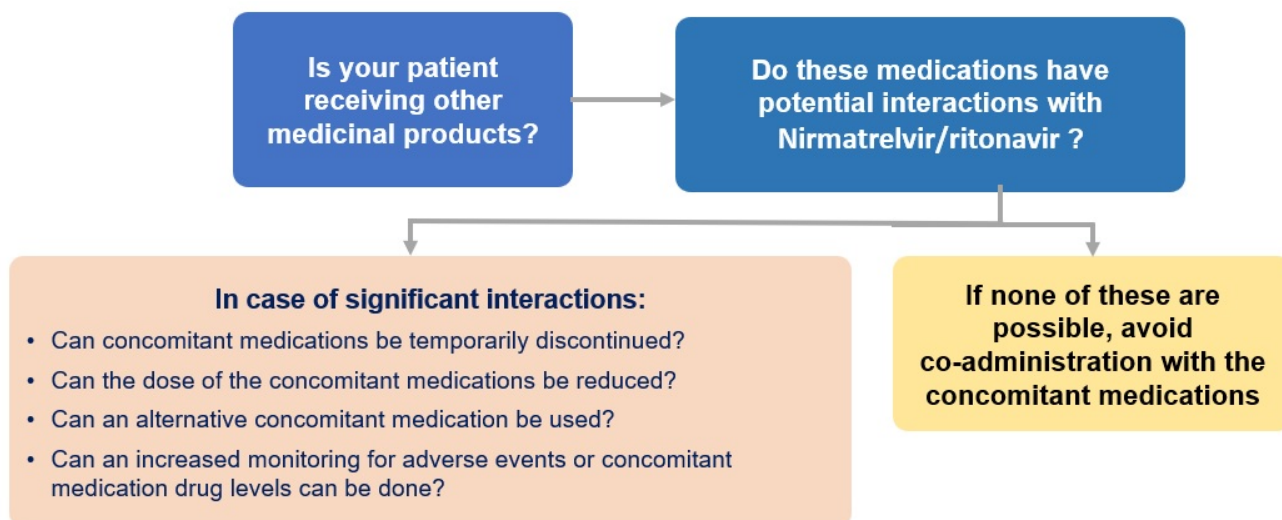 Is your patient
receiving other
medicinal products?
Do these medications have
potential interactions with
Nirmatrelvir/ritonavir ?
In case of significant interactions:
• Can concomitant medications be temporarily discontinued?
• Can the dose of the concomitant medications be reduced?
• Can an alternative concomitant medication be used?
• Can an increased monitoring for adverse events or concomitant
medication drug levels can be done?
If none of these are
possible, avoid
co-administration with the
concomitant medications